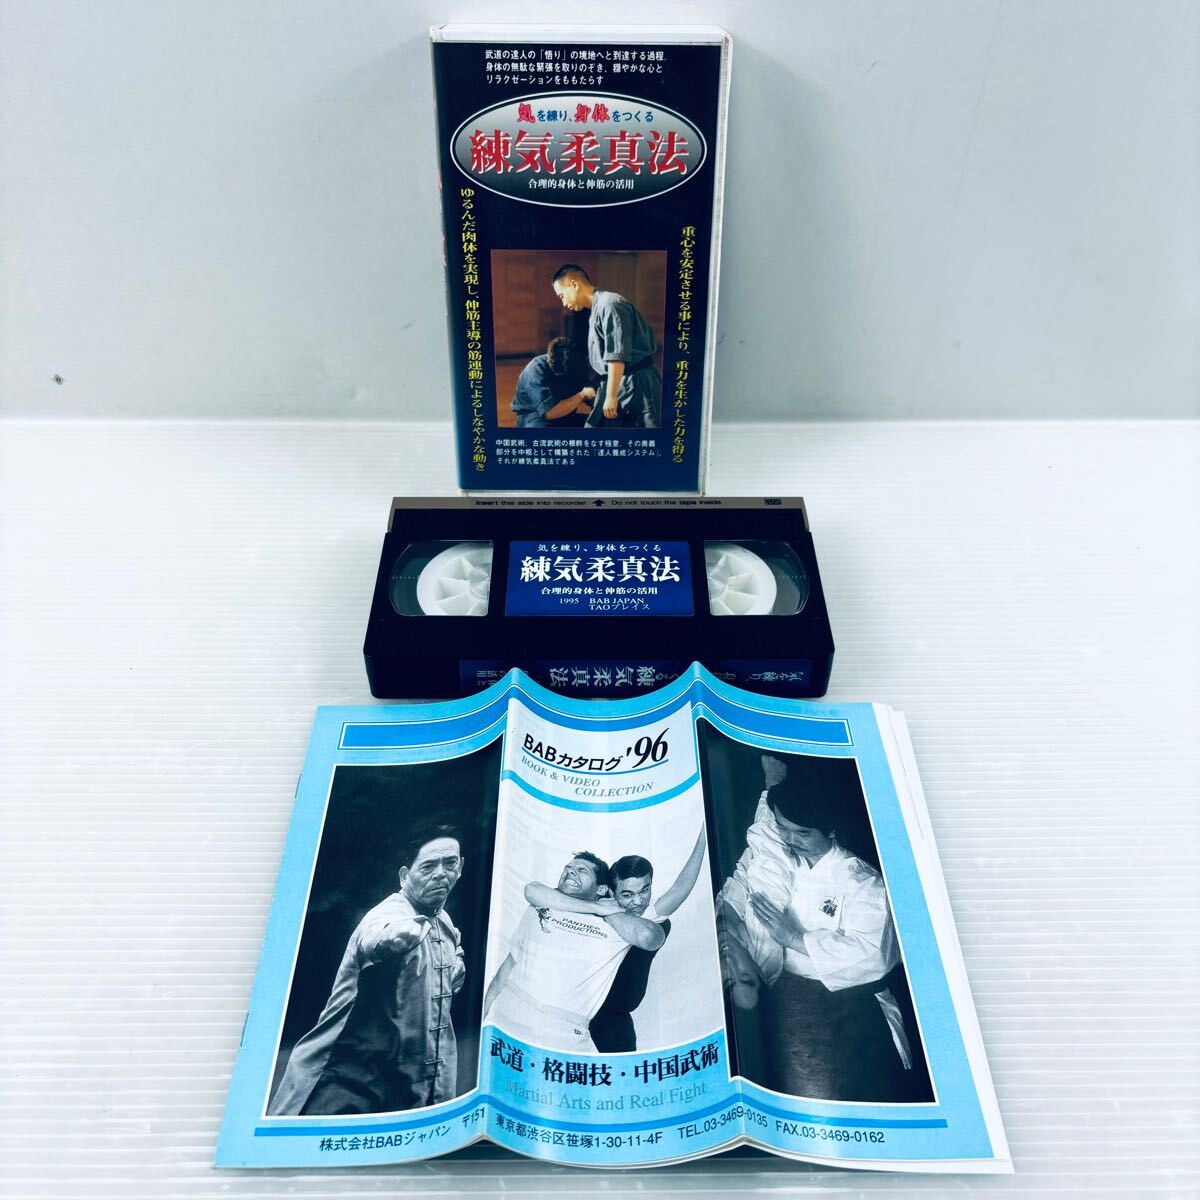 武道の達人の「悟り」の境地へと到達する過程。
身体の無駄な緊張を取りのぞき、穏やかな心と
リラクゼーションをももたらす
気を練り、身体をつくる
練気柔真法
合理的身体と伸筋の活用
重心を安定させる事により、重力を生かした力を得る
ゆるんだ肉体を実現し、伸筋主導の筋連動によるしなやかな動き
中国武術、古流武術の根幹をなす極意、その奥義
部分を中枢として構築された「達人養成システム」。
それが練気柔真法である。
Insert this side into recorder Do not touch the tape inside
気を練り、身体をつくる
練気柔真法
合理的身体と伸筋の活用
1995 BAB JAPAN
TAOプレイス
練気柔真法
BABカタログ'96
BOOK & VIDEO
COLLECTION
PANTHER
PRODUCTIONS
武道・格闘技・中国武術
Martial Arts and Real Fight
株式会社BABジャパン 〒151 東京都渋谷区笹塚1-30-11-4F TEL.03-3469-0135 FAX.03-3469-0162